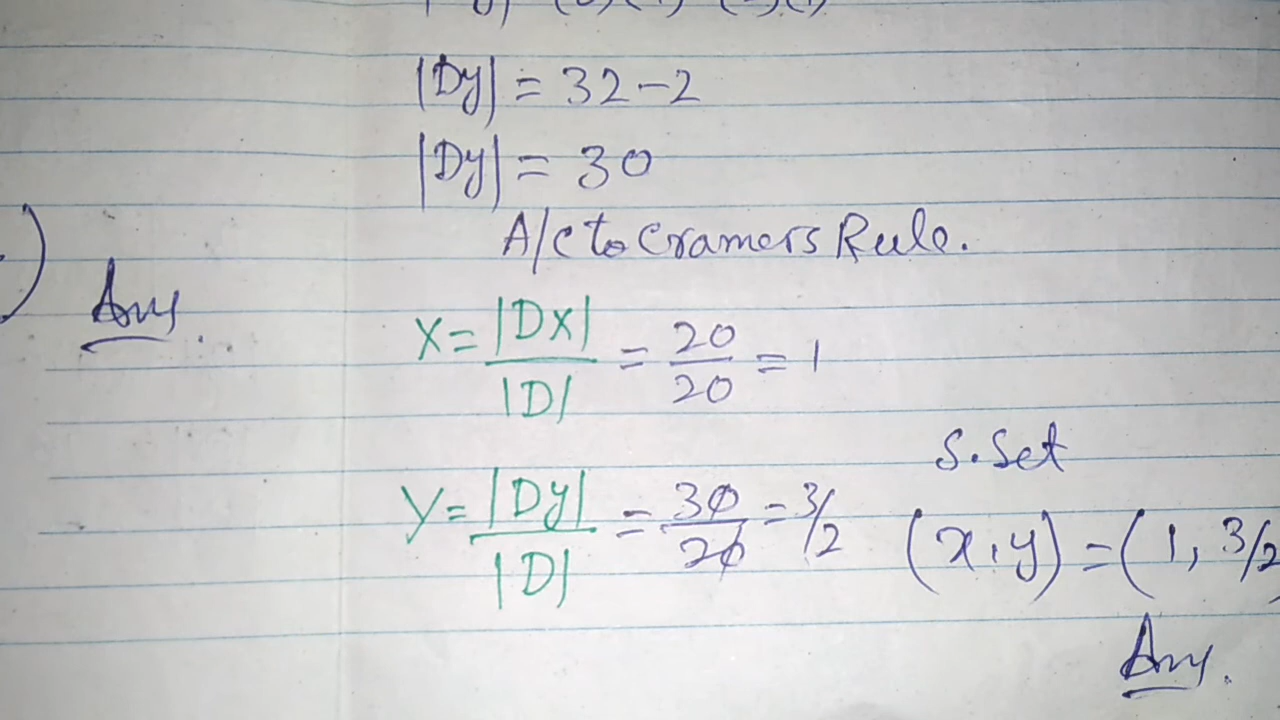 |Dy| = 32-2
|Dy| = 30
A/c to Cramers Rule.
Ans.
X = |DX| / |D| = 20/20 = 1
S.Set
Y = |Dy| / |D| = 30/20 = 3/2
(x,y) = (1, 3/2)
Ans.